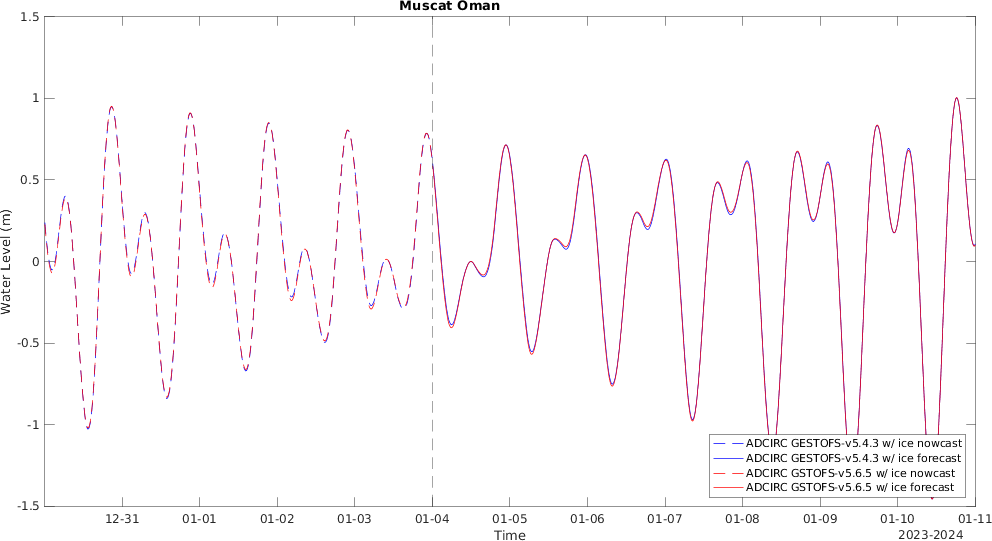 Muscat Oman
1.5
1
0.5
0
-0.5
-1
-1.5
Water Level (m)
ADCIRC GESTOFS-v5.4.3 w/ ice nowcast
ADCIRC GESTOFS-v5.4.3 w/ ice forecast
ADCIRC GSTOFS-v5.6.5 w/ ice nowcast
ADCIRC GSTOFS-v5.6.5 w/ ice forecast
12-31 01-01 01-02 01-03 01-04 01-05 01-06 01-07 01-08 01-09 01-10 01-11
Time
2023-2024